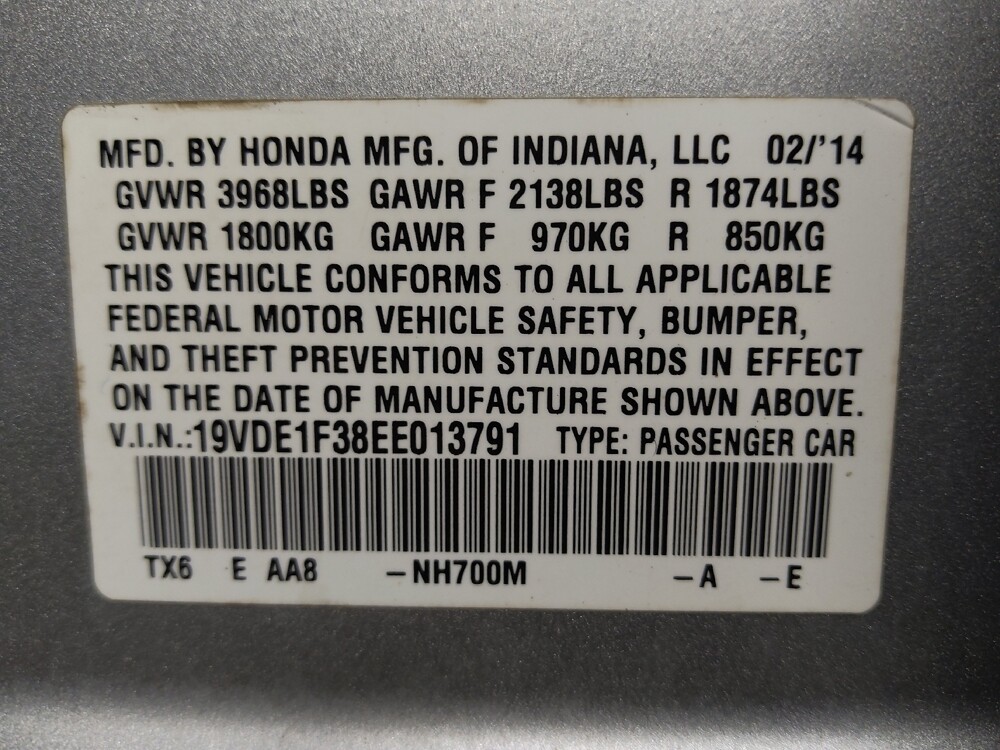 MFD. BY HONDA MFG. OF INDIANA, LLC 02/'14
GVWR 3968LBS GAWR F 2138LBS R 1874LBS
GVWR 1800KG GAWR F 970KG R 850KG
THIS VEHICLE CONFORMS TO ALL APPLICABLE
FEDERAL MOTOR VEHICLE SAFETY, BUMPER,
AND THEFT PREVENTION STANDARDS IN EFFECT
ON THE DATE OF MANUFACTURE SHOWN ABOVE.
V.I.N.:19VDE1F38EE013791 TYPE: PASSENGER CAR
TX6 E AA8 –NH700M –A –E